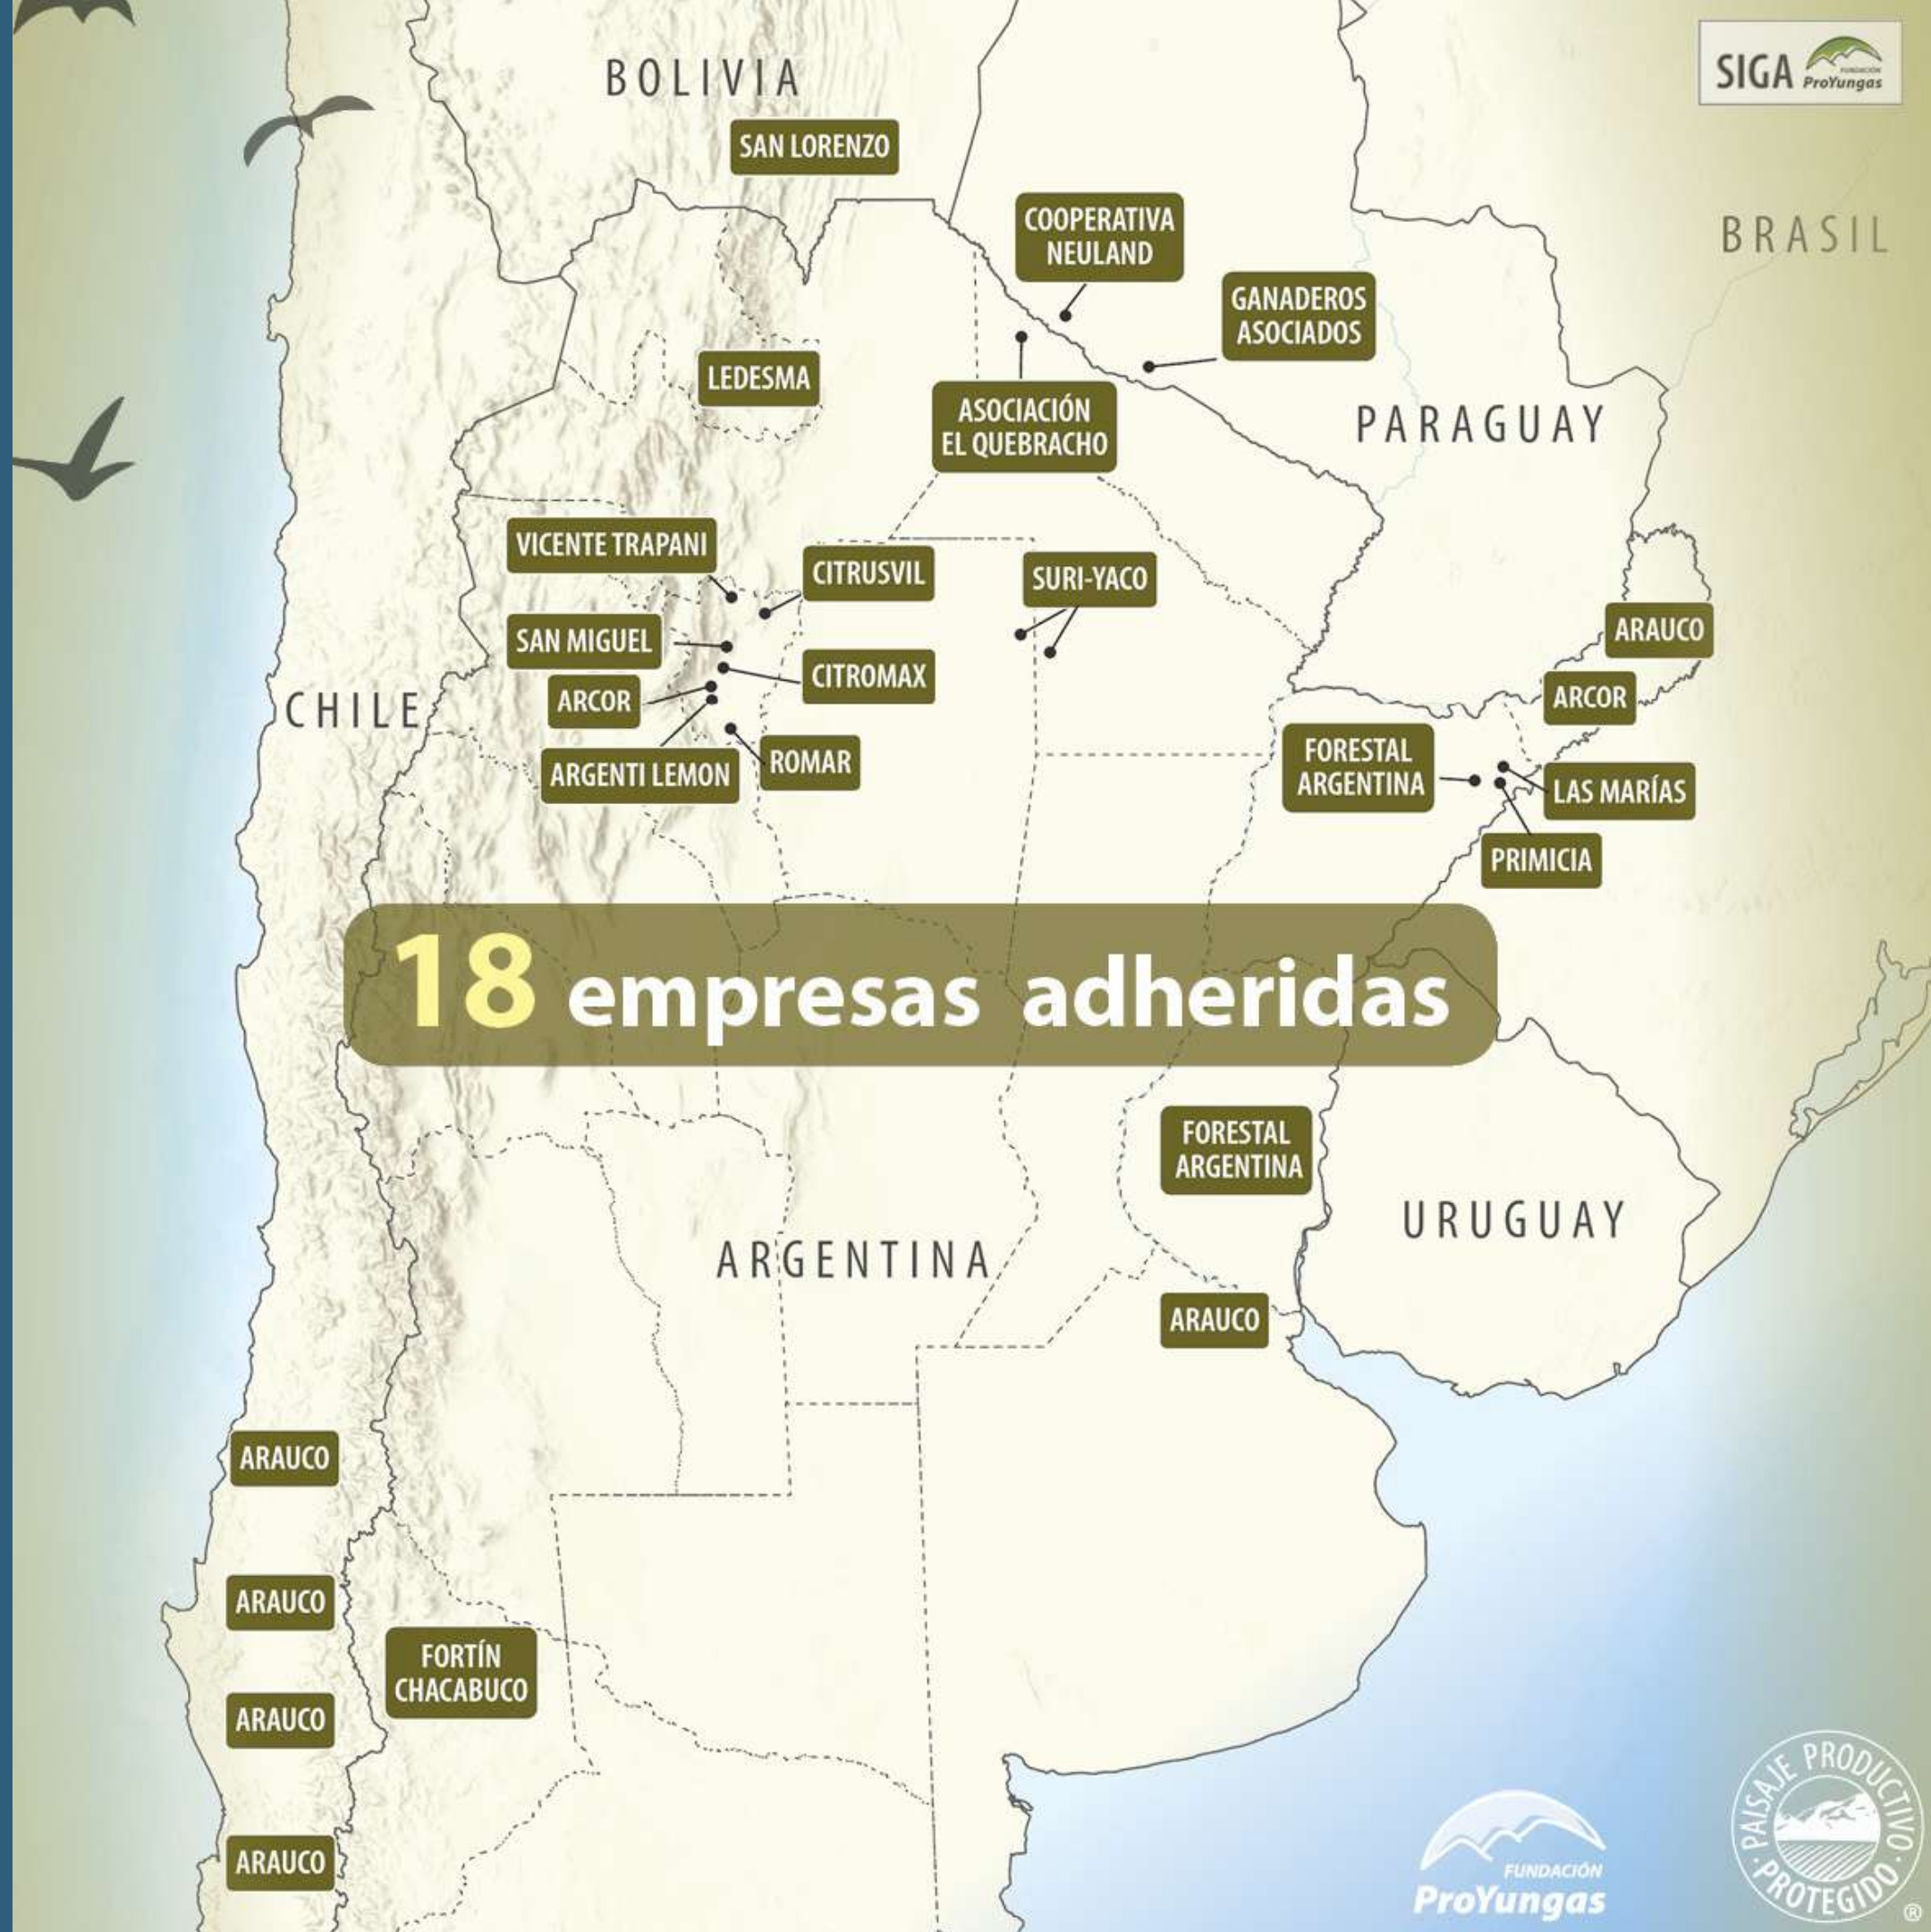 BOLIVIA
SIGA
FUNDACIÓN
ProYungas
SAN LORENZO
COOPERATIVA
NEULAND
BRASIL
GANADEROS
ASOCIADOS
LEDESMA
ASOCIACIÓN
EL QUEBRACHO
PARAGUAY
VICENTE TRAPANI
CITRUSVIL
SURI-YACO
SAN MIGUEL
ARAUCO
CITROMAX
ARCOR
ARCOR
CHILE
ARGENTI LEMON
ROMAR
FORESTAL
ARGENTINA
LAS MARÍAS
PRIMICIA
18 empresas adheridas
FORESTAL
ARGENTINA
URUGUAY
ARGENTINA
ARAUCO
ARAUCO
ARAUCO
FORTÍN
CHACABUCO
ARAUCO
ARAUCO
FUNDACIÓN
ProYungas
PAISAJE PRODUCTIVO
PROTEGIDO
®